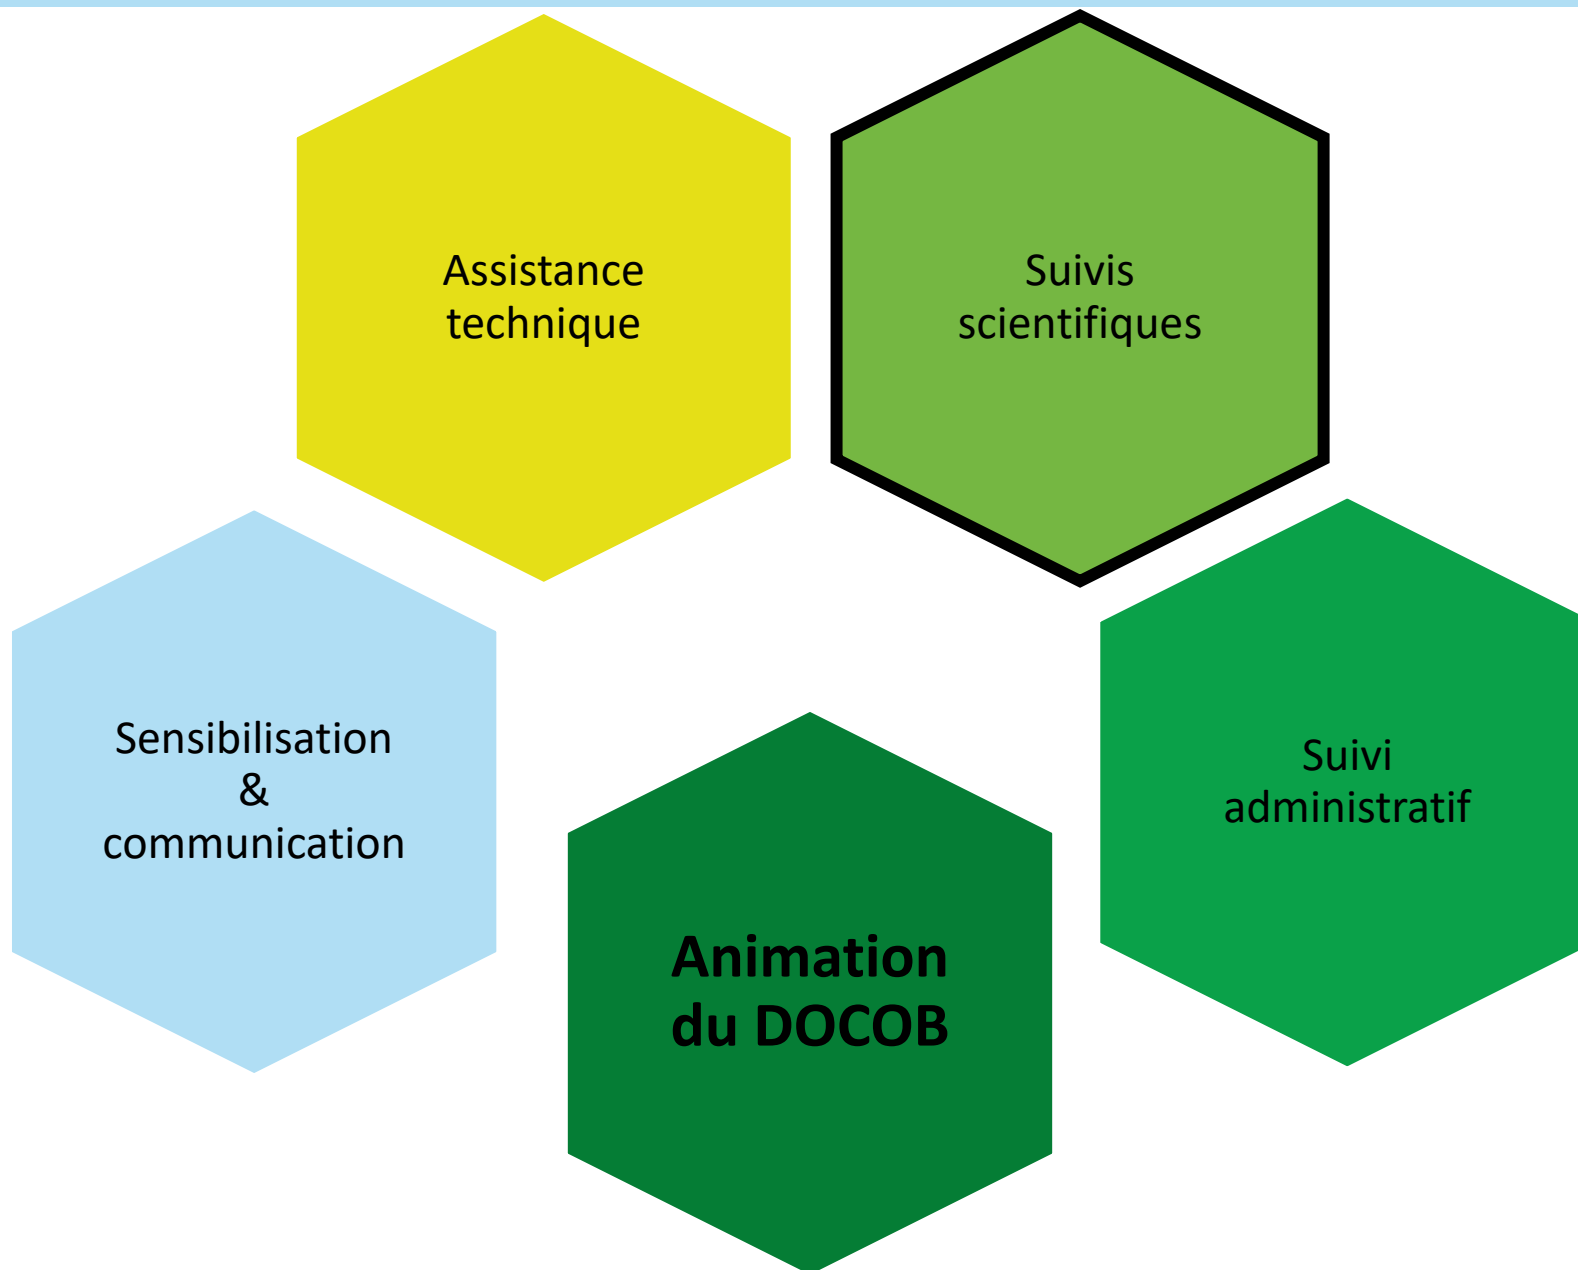 Assistance
technique
Suivis
scientifiques
Sensibilisation
&
communication
Suivi
administratif
Animation
du DOCOB